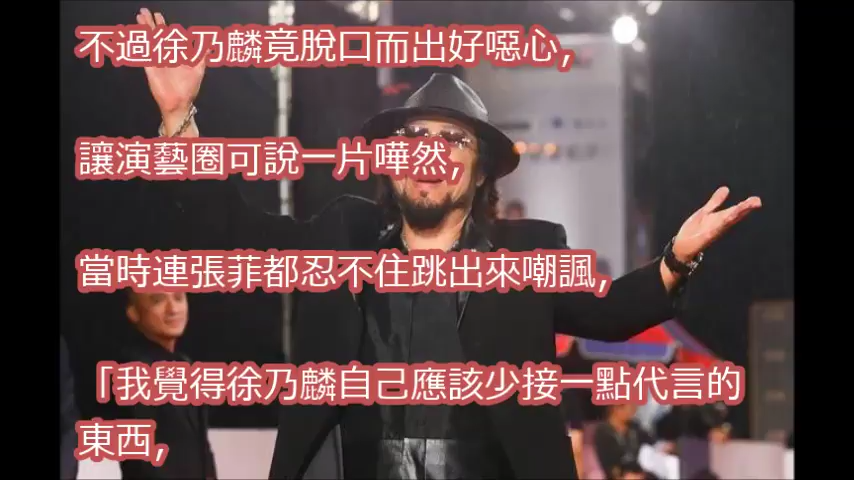 不過徐乃麟竟脫口而出好噁心，
讓演藝圈可說一片嘩然，
當時連張菲都忍不住跳出來嘲諷，
「我覺得徐乃麟自己應該少接一點代言的
東西，